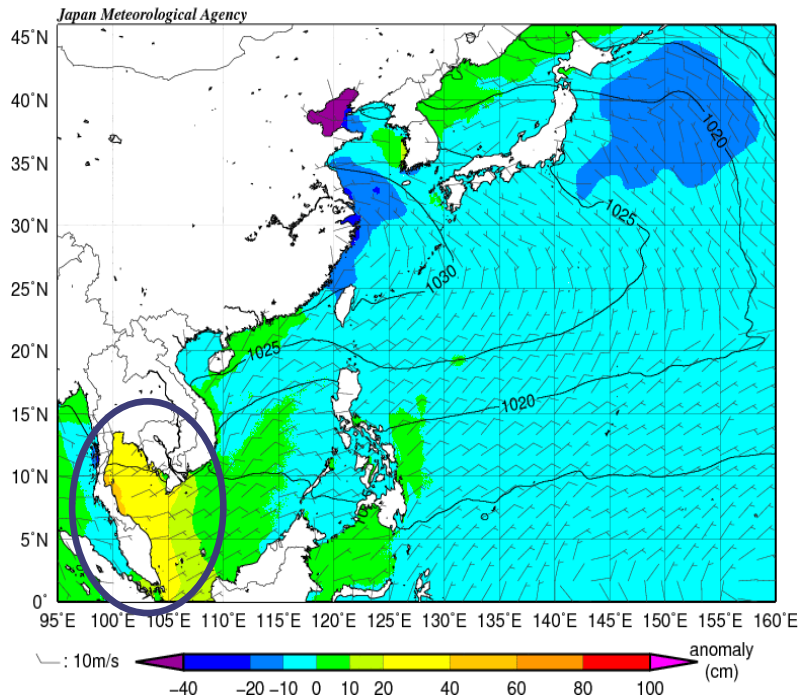 Japan Meteorological Agency
45°N
40°N
35°N
30°N
25°N
20°N
15°N
10°N
5°N
0°
1020
1025
1030
1025
1020
95°E 100°E 105°E 110°E 115°E 120°E 125°E 130°E 135°E 140°E 145°E 150°E 155°E 160°E
: 10m/s
−40 −20 −10 0 10 20 40 60 80 100
anomaly
(cm)